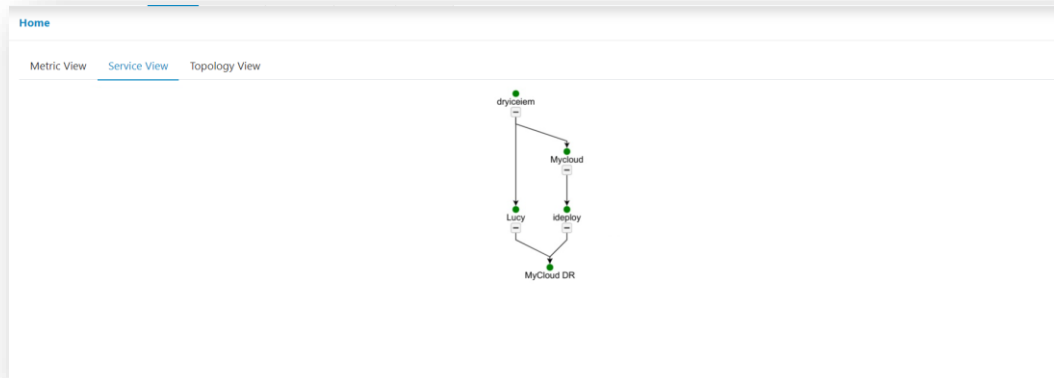 Home
Metric View Service View Topology View
dryiceiem
Mycloud
Lucy ideploy
MyCloud DR